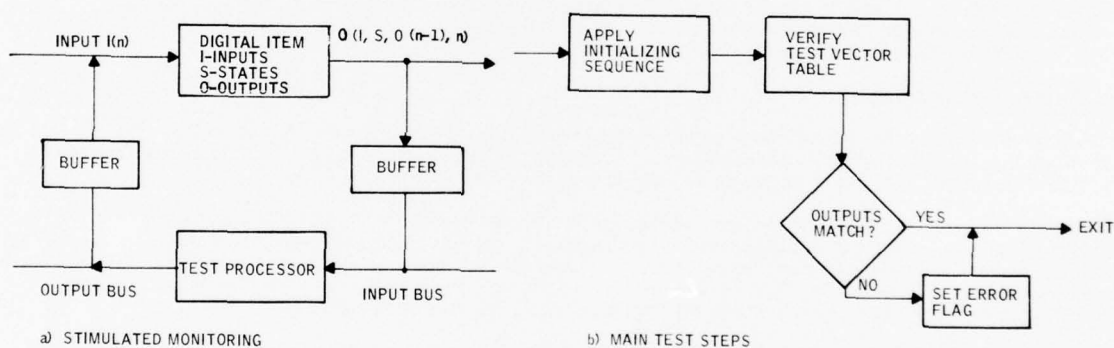 INPUT I(n)
DIGITAL ITEM
I-INPUTS
S-STATES
O-OUTPUTS
O (I, S, O (n-1), n)
BUFFER
BUFFER
TEST PROCESSOR
OUTPUT BUS
INPUT BUS
a) STIMULATED MONITORING
APPLY
INITIALIZING
SEQUENCE
VERIFY
TEST VECTOR
TABLE
OUTPUTS
MATCH?
YES
EXIT
NO
SET ERROR
FLAG
b) MAIN TEST STEPS